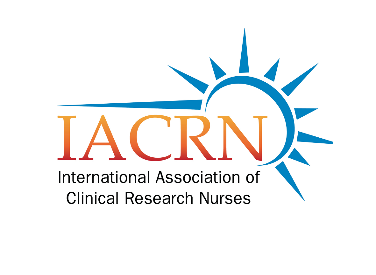 IACRN
International Association of
Clinical Research Nurses